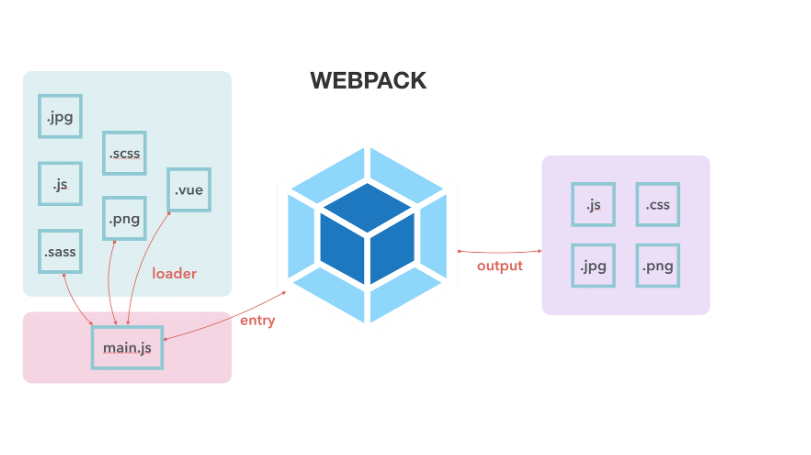 WEBPACK
.jpg
.scss
.js
.vue
.png
.sass
loader
main.js
entry
output
.js
.css
.jpg
.png